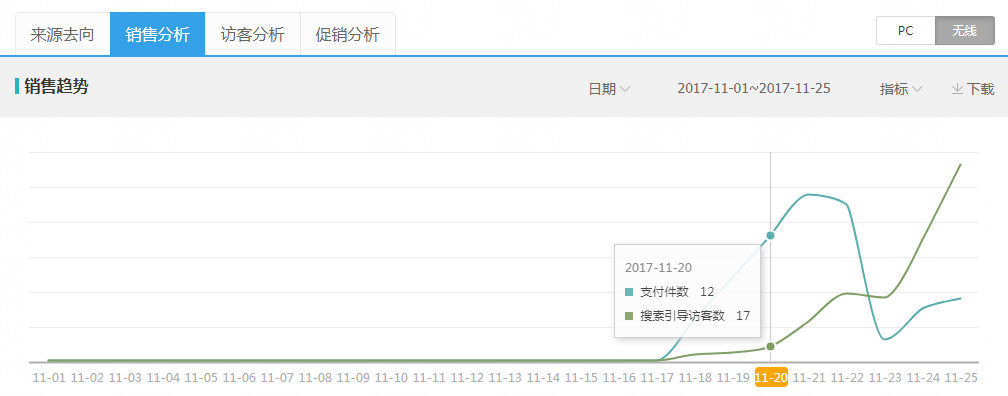 来源去向 销售分析 访客分析 促销分析 PC 无线
销售趋势 日期 2017-11-01~2017-11-25 指标 下载
2017-11-20
支付件数 12
搜索引导访客数 17
11-01 11-02 11-03 11-04 11-05 11-06 11-07 11-08 11-09 11-10 11-11 11-12 11-13 11-14 11-15 11-16 11-17 11-18 11-19 11-20 11-21 11-22 11-23 11-24 11-25